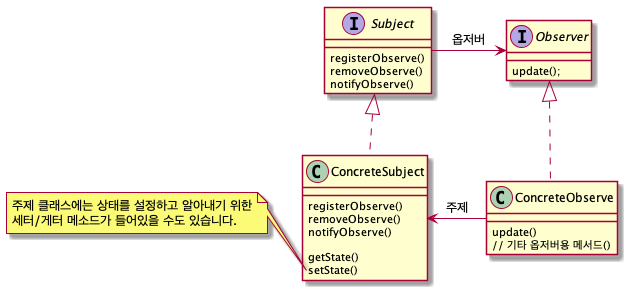 I Subject
registerObserve()
removeObserve()
notifyObserve()
옵저버
I Observer
update();
C ConcreteSubject
registerObserve()
removeObserve()
notifyObserve()
getState()
setState()
주제
C ConcreteObserve
update()
// 기타 옵저버용 메서드()
주제 클래스에는 상태를 설정하고 알아내기 위한
세터/게터 메소드가 들어있을 수도 있습니다.